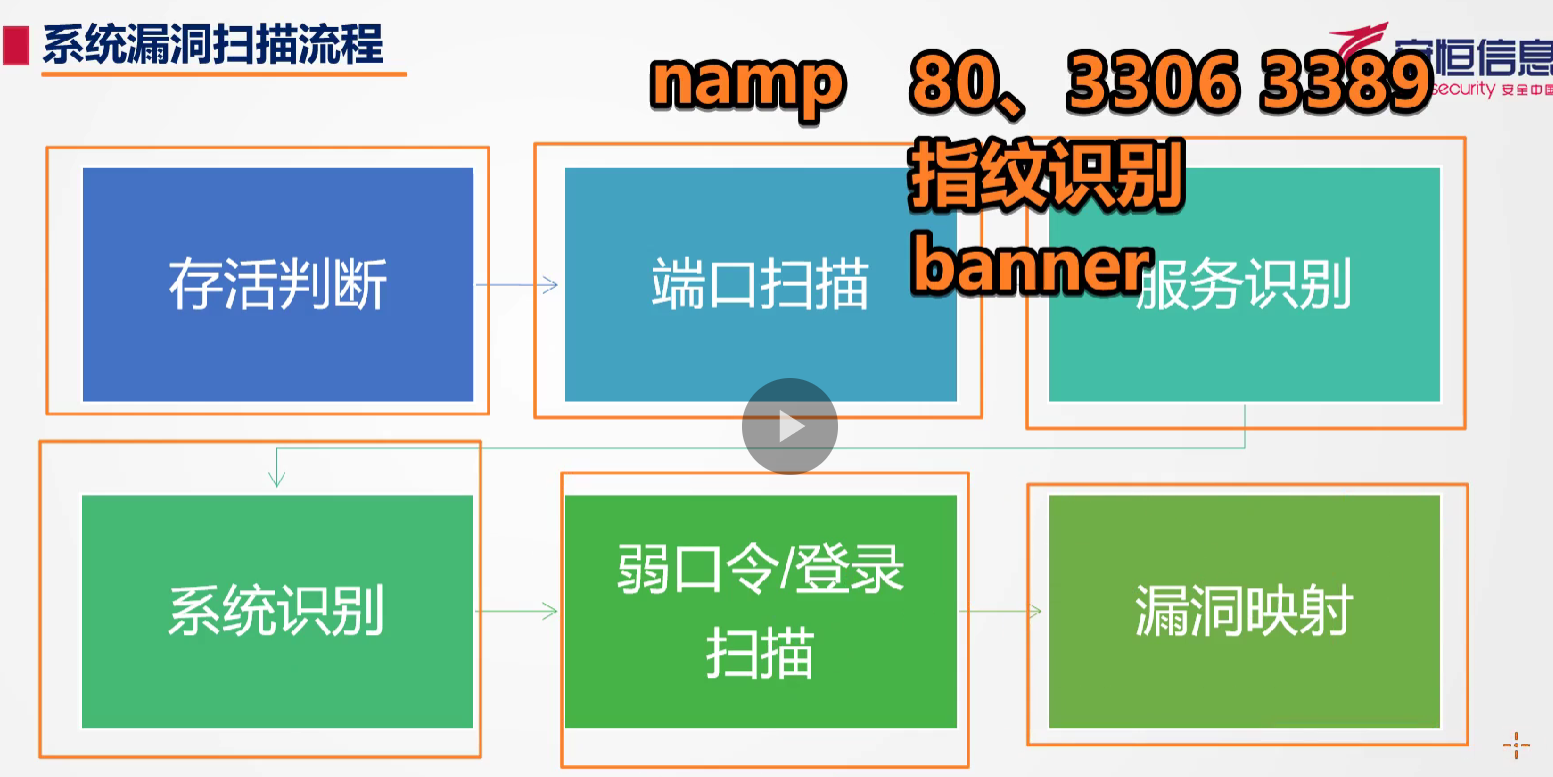 系统漏洞扫描流程
namp 80、3306 3389
恒信息
security 安全中国
指纹识别
banner
存活判断
端口扫描
服务识别
系统识别
弱口令/登录
扫描
漏洞映射